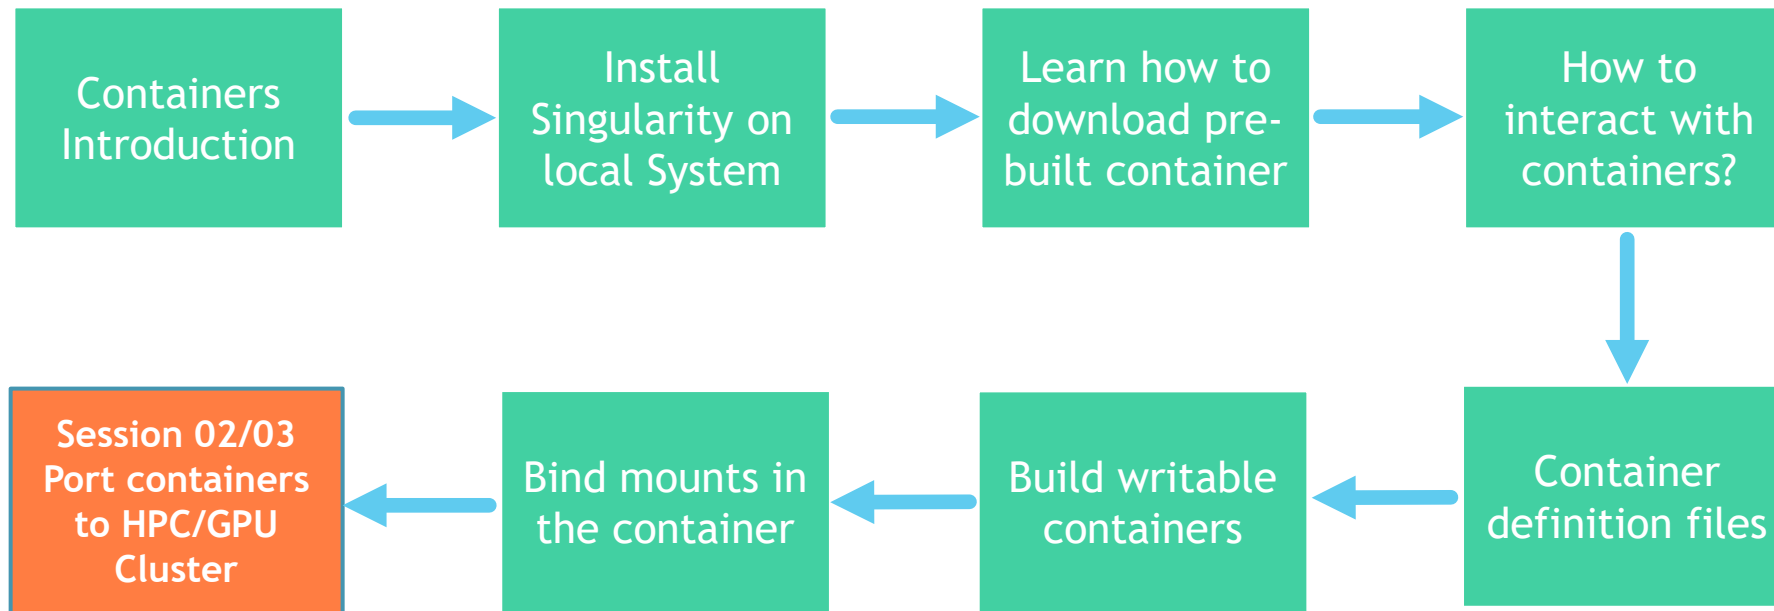 Containers
Introduction
Install
Singularity on
local System
Learn how to
download pre-
built container
How to
interact with
containers?
Container
definition files
Build writable
containers
Bind mounts in
the container
Session 02/03
Port containers
to HPC/GPU
Cluster